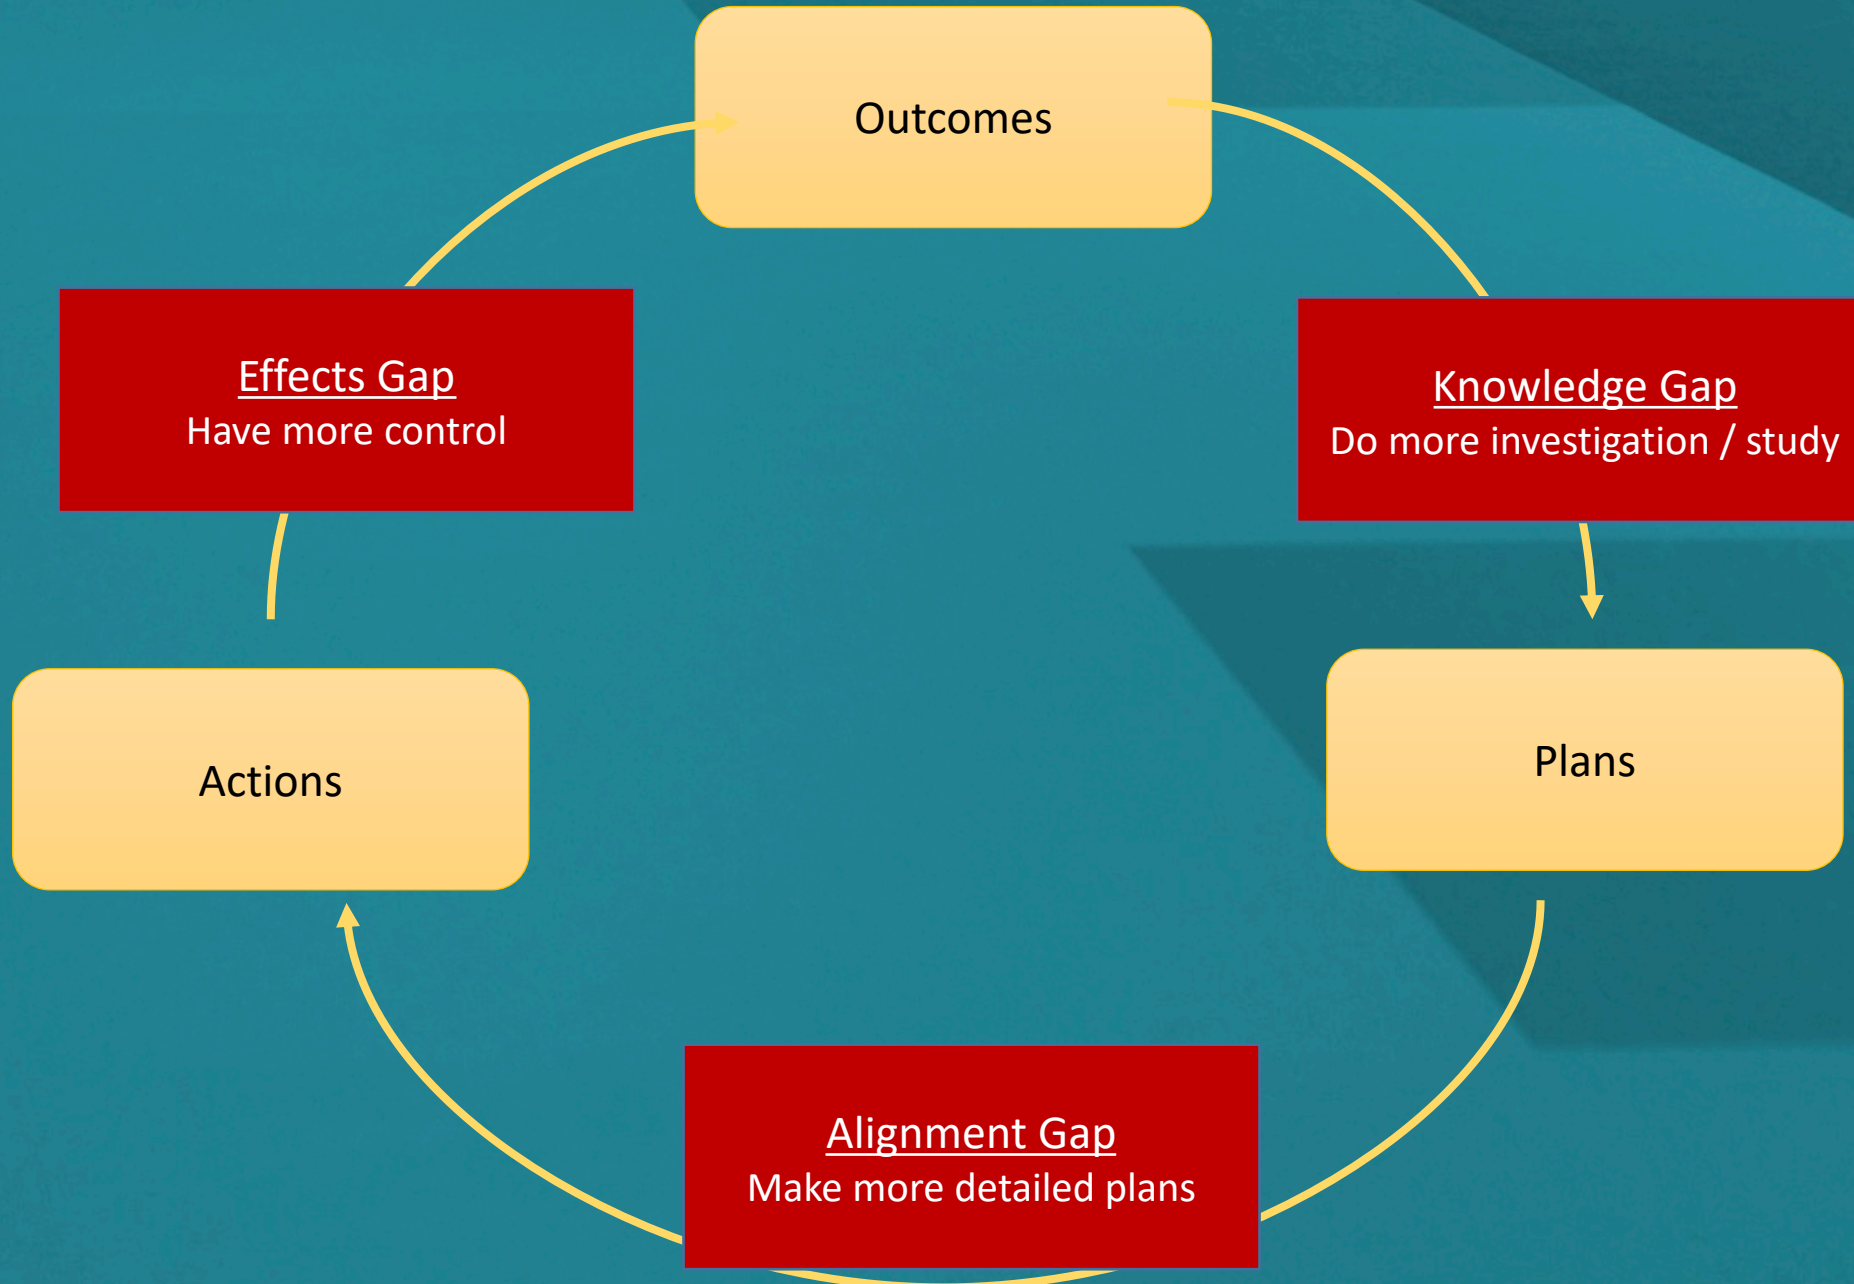 Outcomes
Effects Gap
Have more control
Knowledge Gap
Do more investigation / study
Actions
Plans
Alignment Gap
Make more detailed plans